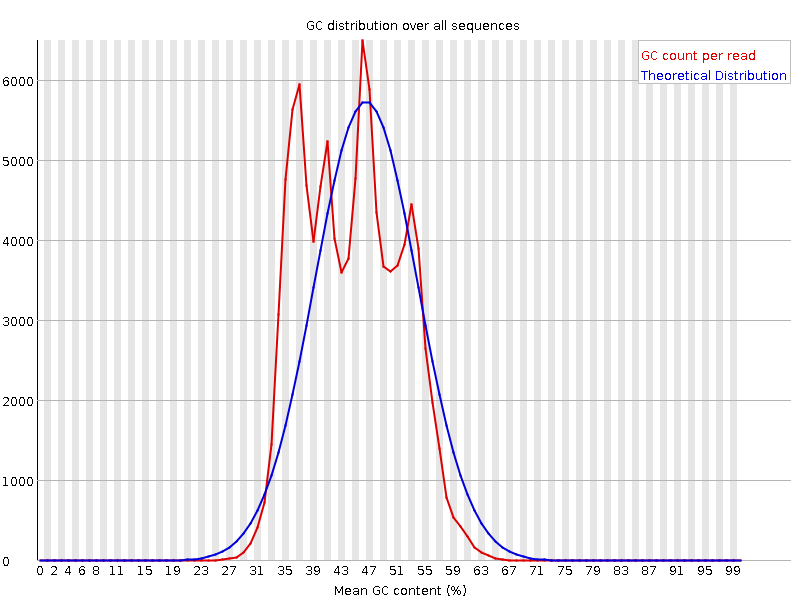 GC distribution over all sequences
GC count per read
Theoretical Distribution
6000
5000
4000
3000
2000
1000
0
0 2 4 6 8 11 15 19 23 27 31 35 39 43 47 51 55 59 63 67 71 75 79 83 87 91 95 99
Mean GC content (%)